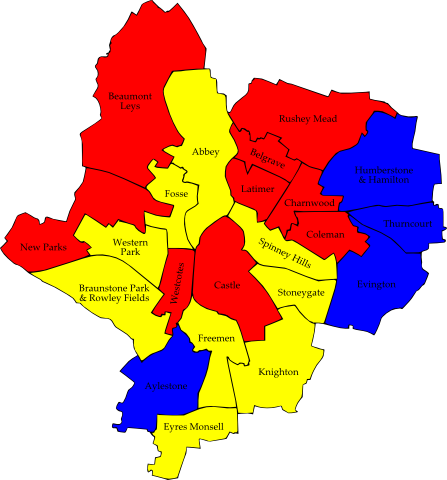 Beaumont
Leys
Rushey Mead
Abbey
Belgrave
Humberstone
& Hamilton
Fosse
Latimer
Charnwood
Thurncourt
Coleman
New Parks
Western
Park
Spinney Hills
Westcotes
Castle
Evington
Braunstone Park
& Rowley Fields
Stoneygate
Freemen
Knighton
Aylestone
Eyres Monsell